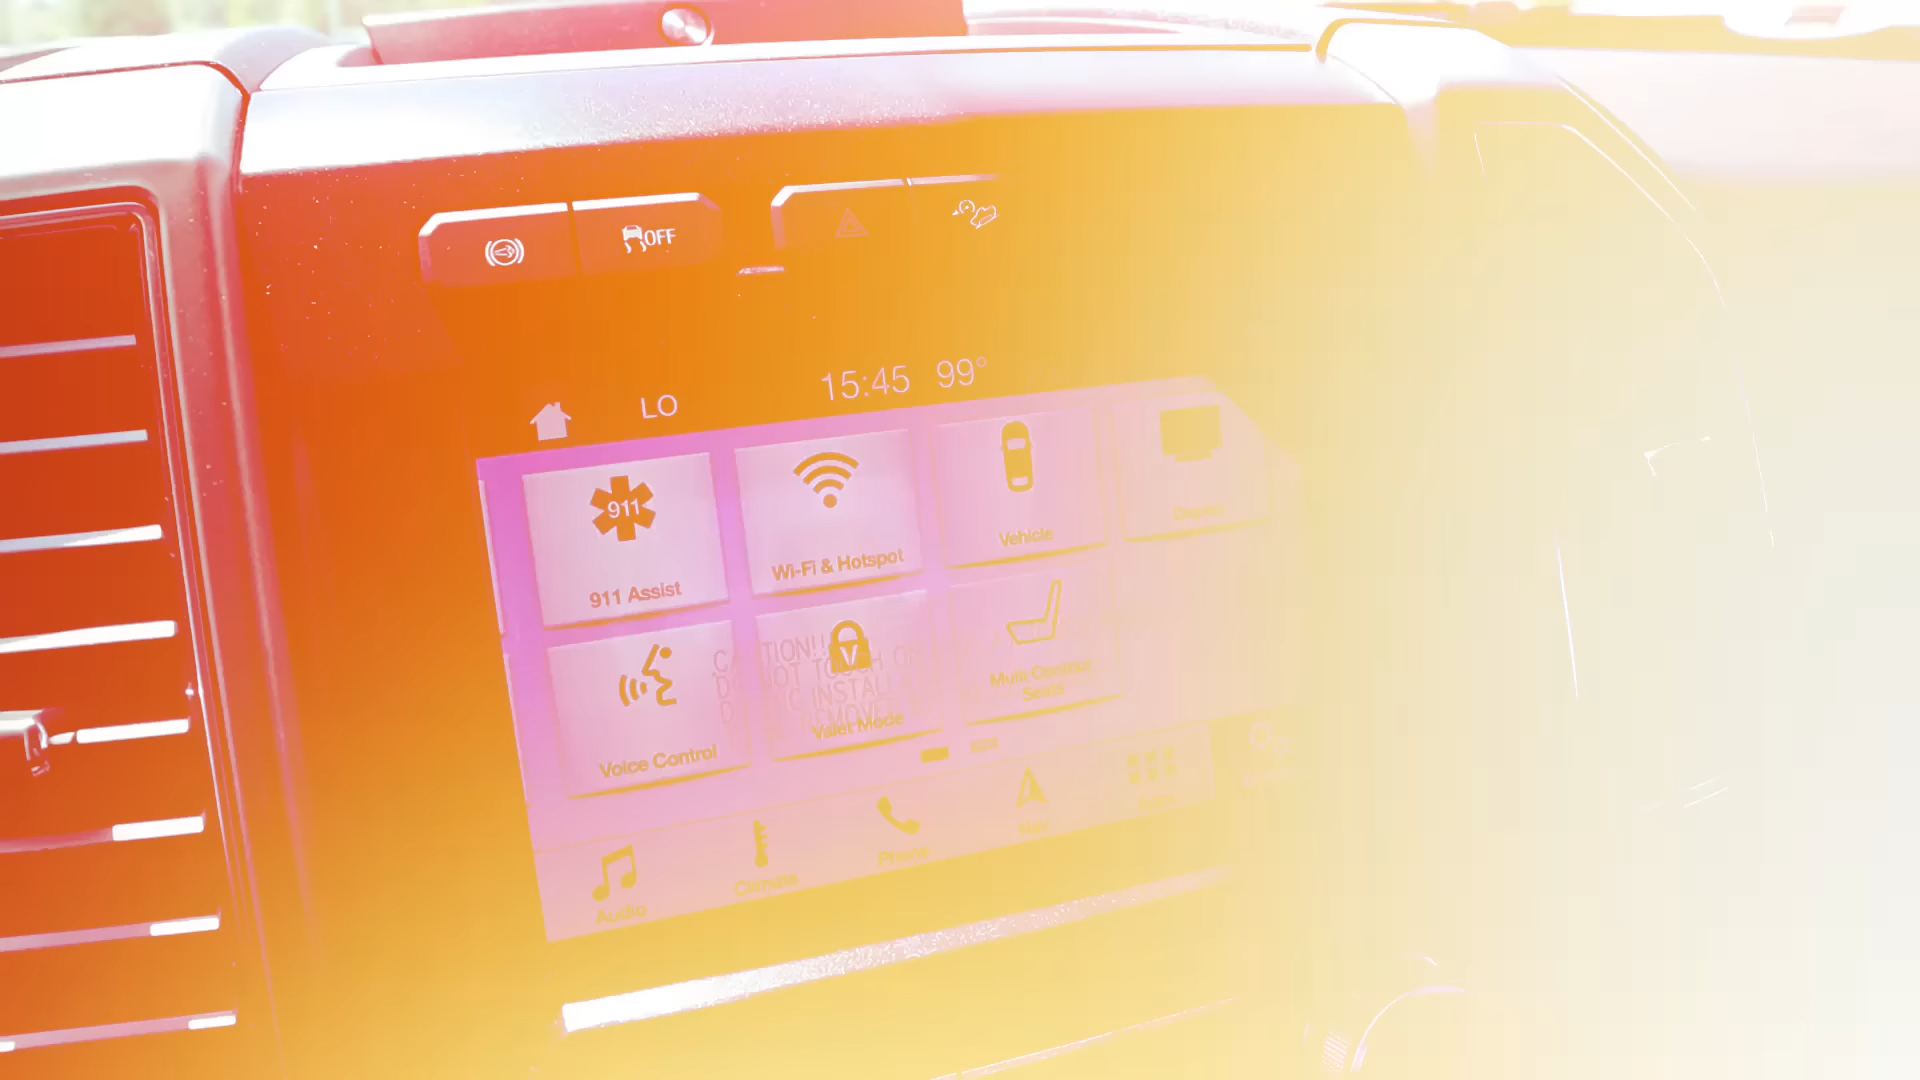 OFF
LO 15:45 99°
911
911 Assist
Wi-Fi & Hotspot
Vehicle
Display
Voice Control
Valet Mode
Multi Contour
Seats
Audio
Climate
Phone
Nav